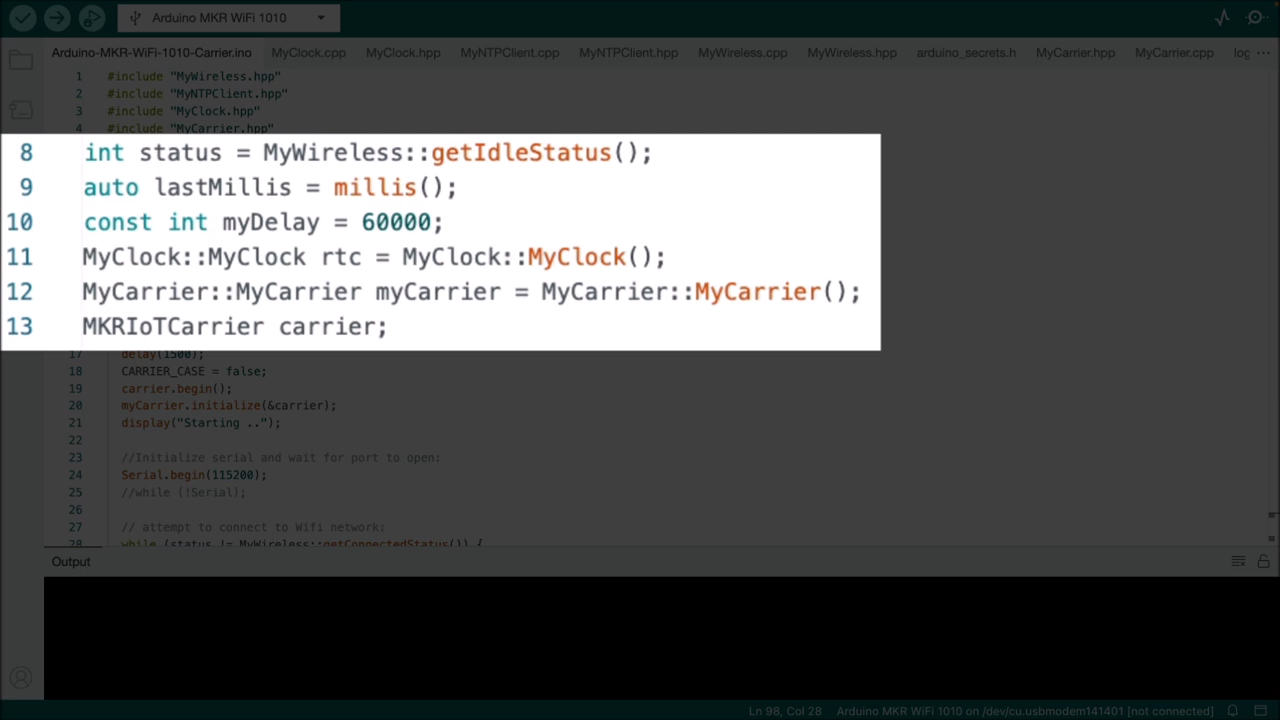 Arduino MKR WiFi 1010
Arduino-MKR-WiFi-1010-Carrier.ino MyClock.cpp MyClock.hpp MyNTPClient.cpp MyNTPClient.hpp MyWireless.cpp MyWireless.hpp arduino_secrets.h MyCarrier.hpp MyCarrier.cpp log ...
1 #include "MyWireless.hpp"
2 #include "MyNTPClient.hpp"
3 #include "MyClock.hpp"
4 #include "MyCarrier.hpp"
8 int status = MyWireless::getIdleStatus();
9 auto lastMillis = millis();
10 const int myDelay = 60000;
11 MyClock::MyClock rtc = MyClock::MyClock();
12 MyCarrier::MyCarrier myCarrier = MyCarrier::MyCarrier();
13 MKRIoTCarrier carrier;
17 delay(1500);
18 CARRIER_CASE = false;
19 carrier.begin();
20 myCarrier.initialize(&carrier);
21 display("Starting ..");
22
23 //Initialize serial and wait for port to open:
24 Serial.begin(115200);
25 //while (!Serial);
26
27 // attempt to connect to Wifi network:
28 while (status != MyWireless::getConnectedStatus()) {
Output
Ln 98, Col 28 Arduino MKR WiFi 1010 on /dev/cu.usbmodem141401 [not connected]